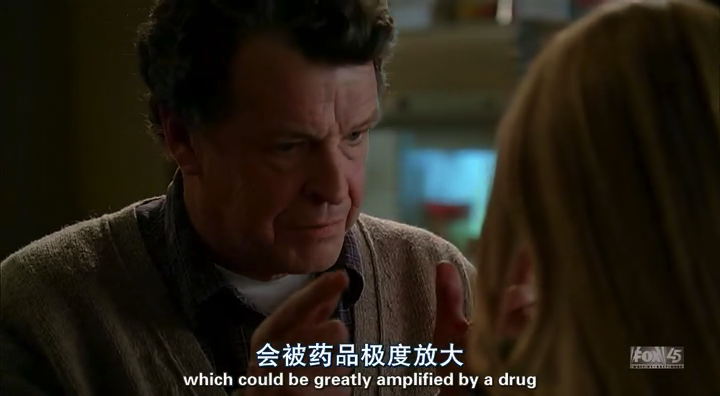 会被药品极度放大
which could be greatly amplified by a drug
FOX 45